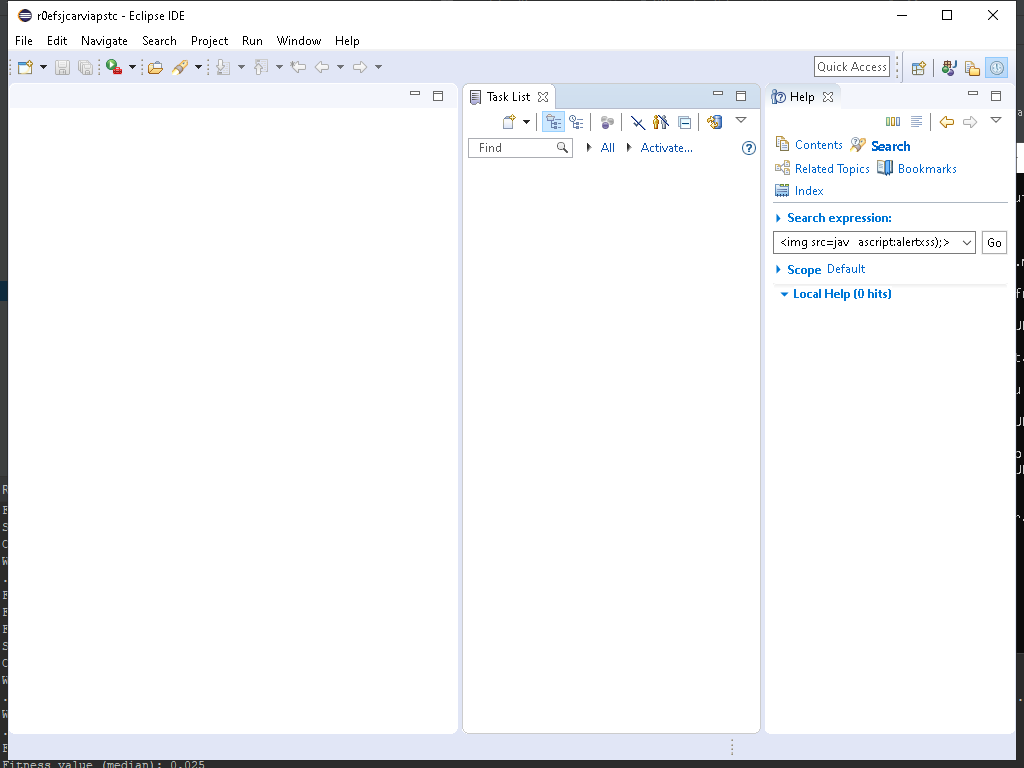 r0efsjcarviapstc - Eclipse IDE
File Edit Navigate Search Project Run Window Help
Quick Access
Task List
Help
Find
All
Activate...
Contents
Search
Related Topics
Bookmarks
Index
Search expression:
<img src=jav   ascript:alertxss);>
Go
Scope Default
Local Help (0 hits)
Fitness value (median): 0.025